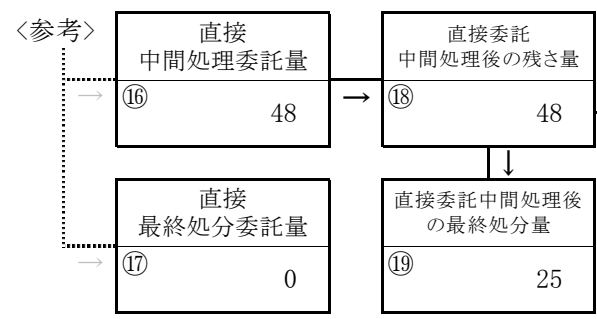 〈参考〉
直接
中間処理委託量
⑯
48
→
直接委託
中間処理後の残さ量
⑱
48
→
↓
直接
最終処分委託量
⑰
0
→
直接委託中間処理後
の最終処分量
⑲
25